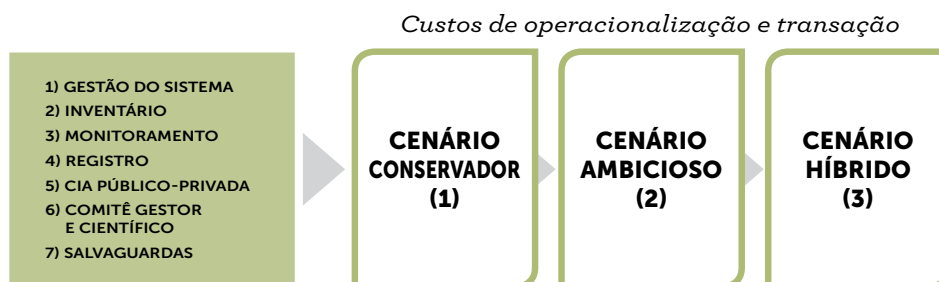 Custos de operacionalização e transação
1) GESTÃO DO SISTEMA
2) INVENTÁRIO
3) MONITORAMENTO
4) REGISTRO
5) CIA PÚBLICO-PRIVADA
6) COMITÊ GESTOR
E CIENTÍFICO
7) SALVAGUARDAS
CENÁRIO
CONSERVADOR
(1)
CENÁRIO
AMBICIOSO
(2)
CENÁRIO
HÍBRIDO
(3)